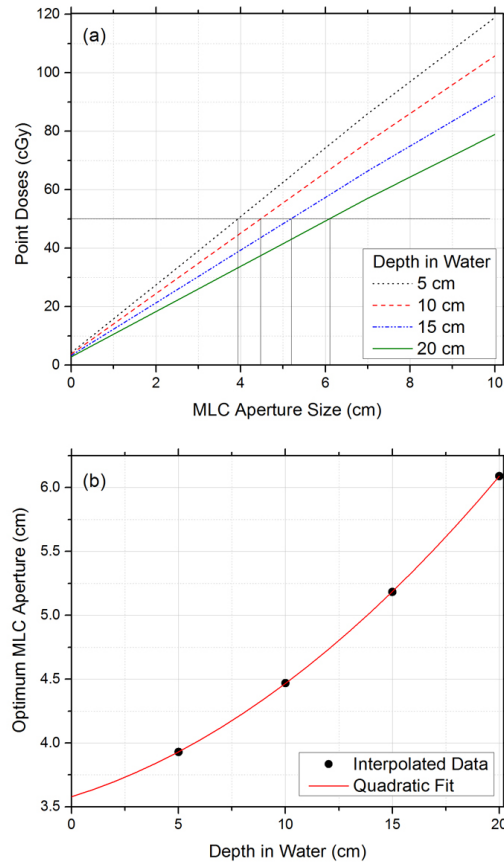 (a)
120
100
80
60
40
20
0
Point Doses (cGy)
Depth in Water
5 cm
10 cm
15 cm
20 cm
0 2 4 6 8 10
MLC Aperture Size (cm)
(b)
6.0
5.5
5.0
4.5
4.0
3.5
Optimum MLC Aperture (cm)
Interpolated Data
Quadratic Fit
0 5 10 15 20
Depth in Water (cm)